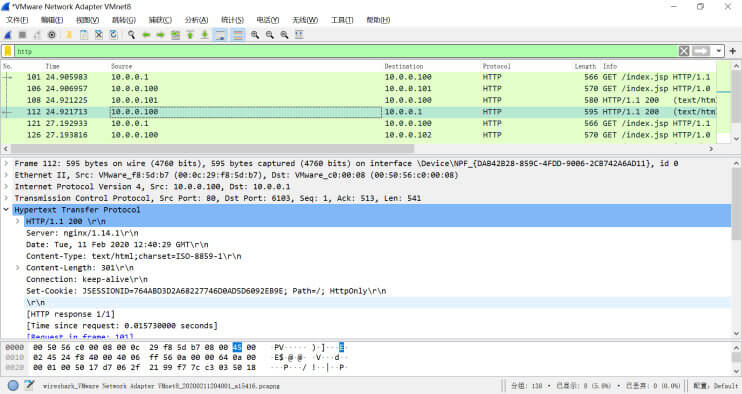 *VMware Network Adapter VMnet8
文件(F) 编辑(E) 视图(V) 跳转(G) 捕获(C) 分析(A) 统计(S) 电话(Y) 无线(W) 工具(T) 帮助(H)
http
No. Time Source Destination Protocol Length Info
101 24.905983 10.0.0.1 10.0.0.100 HTTP 566 GET /index.jsp HTTP/1.1
106 24.906957 10.0.0.100 10.0.0.101 HTTP 570 GET /index.jsp HTTP/1.0
108 24.921225 10.0.0.101 10.0.0.100 HTTP 580 HTTP/1.1 200 (text/htm
112 24.921713 10.0.0.100 10.0.0.1 HTTP 595 HTTP/1.1 200 (text/htm
121 27.192933 10.0.0.1 10.0.0.100 HTTP 566 GET /index.jsp HTTP/1.1
126 27.193816 10.0.0.100 10.0.0.102 HTTP 570 GET /index.jsp HTTP/1.0
Frame 112: 595 bytes on wire (4760 bits), 595 bytes captured (4760 bits) on interface \Device\NPF_{DAB42B28-859C-4FDD-9006-2CB742A6AD11}, id 0
Ethernet II, Src: VMware_f8:5d:b7 (00:0c:29:f8:5d:b7), Dst: VMware_c0:00:08 (00:50:56:c0:00:08)
Internet Protocol Version 4, Src: 10.0.0.100, Dst: 10.0.0.1
Transmission Control Protocol, Src Port: 80, Dst Port: 6103, Seq: 1, Ack: 513, Len: 541
Hypertext Transfer Protocol
HTTP/1.1 200 \r\n
Server: nginx/1.14.1\r\n
Date: Tue, 11 Feb 2020 12:40:29 GMT\r\n
Content-Type: text/html;charset=ISO-8859-1\r\n
Content-Length: 301\r\n
Connection: keep-alive\r\n
Set-Cookie: JSESSIONID=764ABD3D2A68227746D0AD5D6092EB9E; Path=/; HttpOnly\r\n
\r\n
[HTTP response 1/1]
[Time since request: 0.015730000 seconds]
[Request in frame: 101]
0000 00 50 56 c0 00 08 00 0c 29 f8 5d b7 08 00 45 00 ·PV····· )·]···E·
0010 02 45 24 f8 40 00 40 06 ff 56 0a 00 00 64 0a 00 ·E$·@·@· ·V···d··
0020 00 01 00 50 17 d7 06 2f 21 99 f7 7c c3 03 50 18 ···P···/ !··|··P·
wireshark_VMware Network Adapter VMnet8_20200211204001_a15416.pcapng 分组: 138 · 已显示: 8 (5.8%) · 已丢弃: 0 (0.0%) 配置: Default